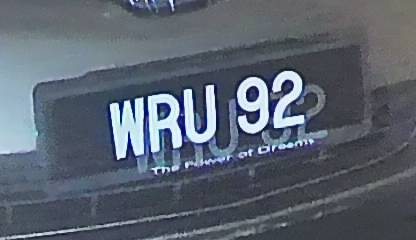 WRU 92
The Power of Dreams